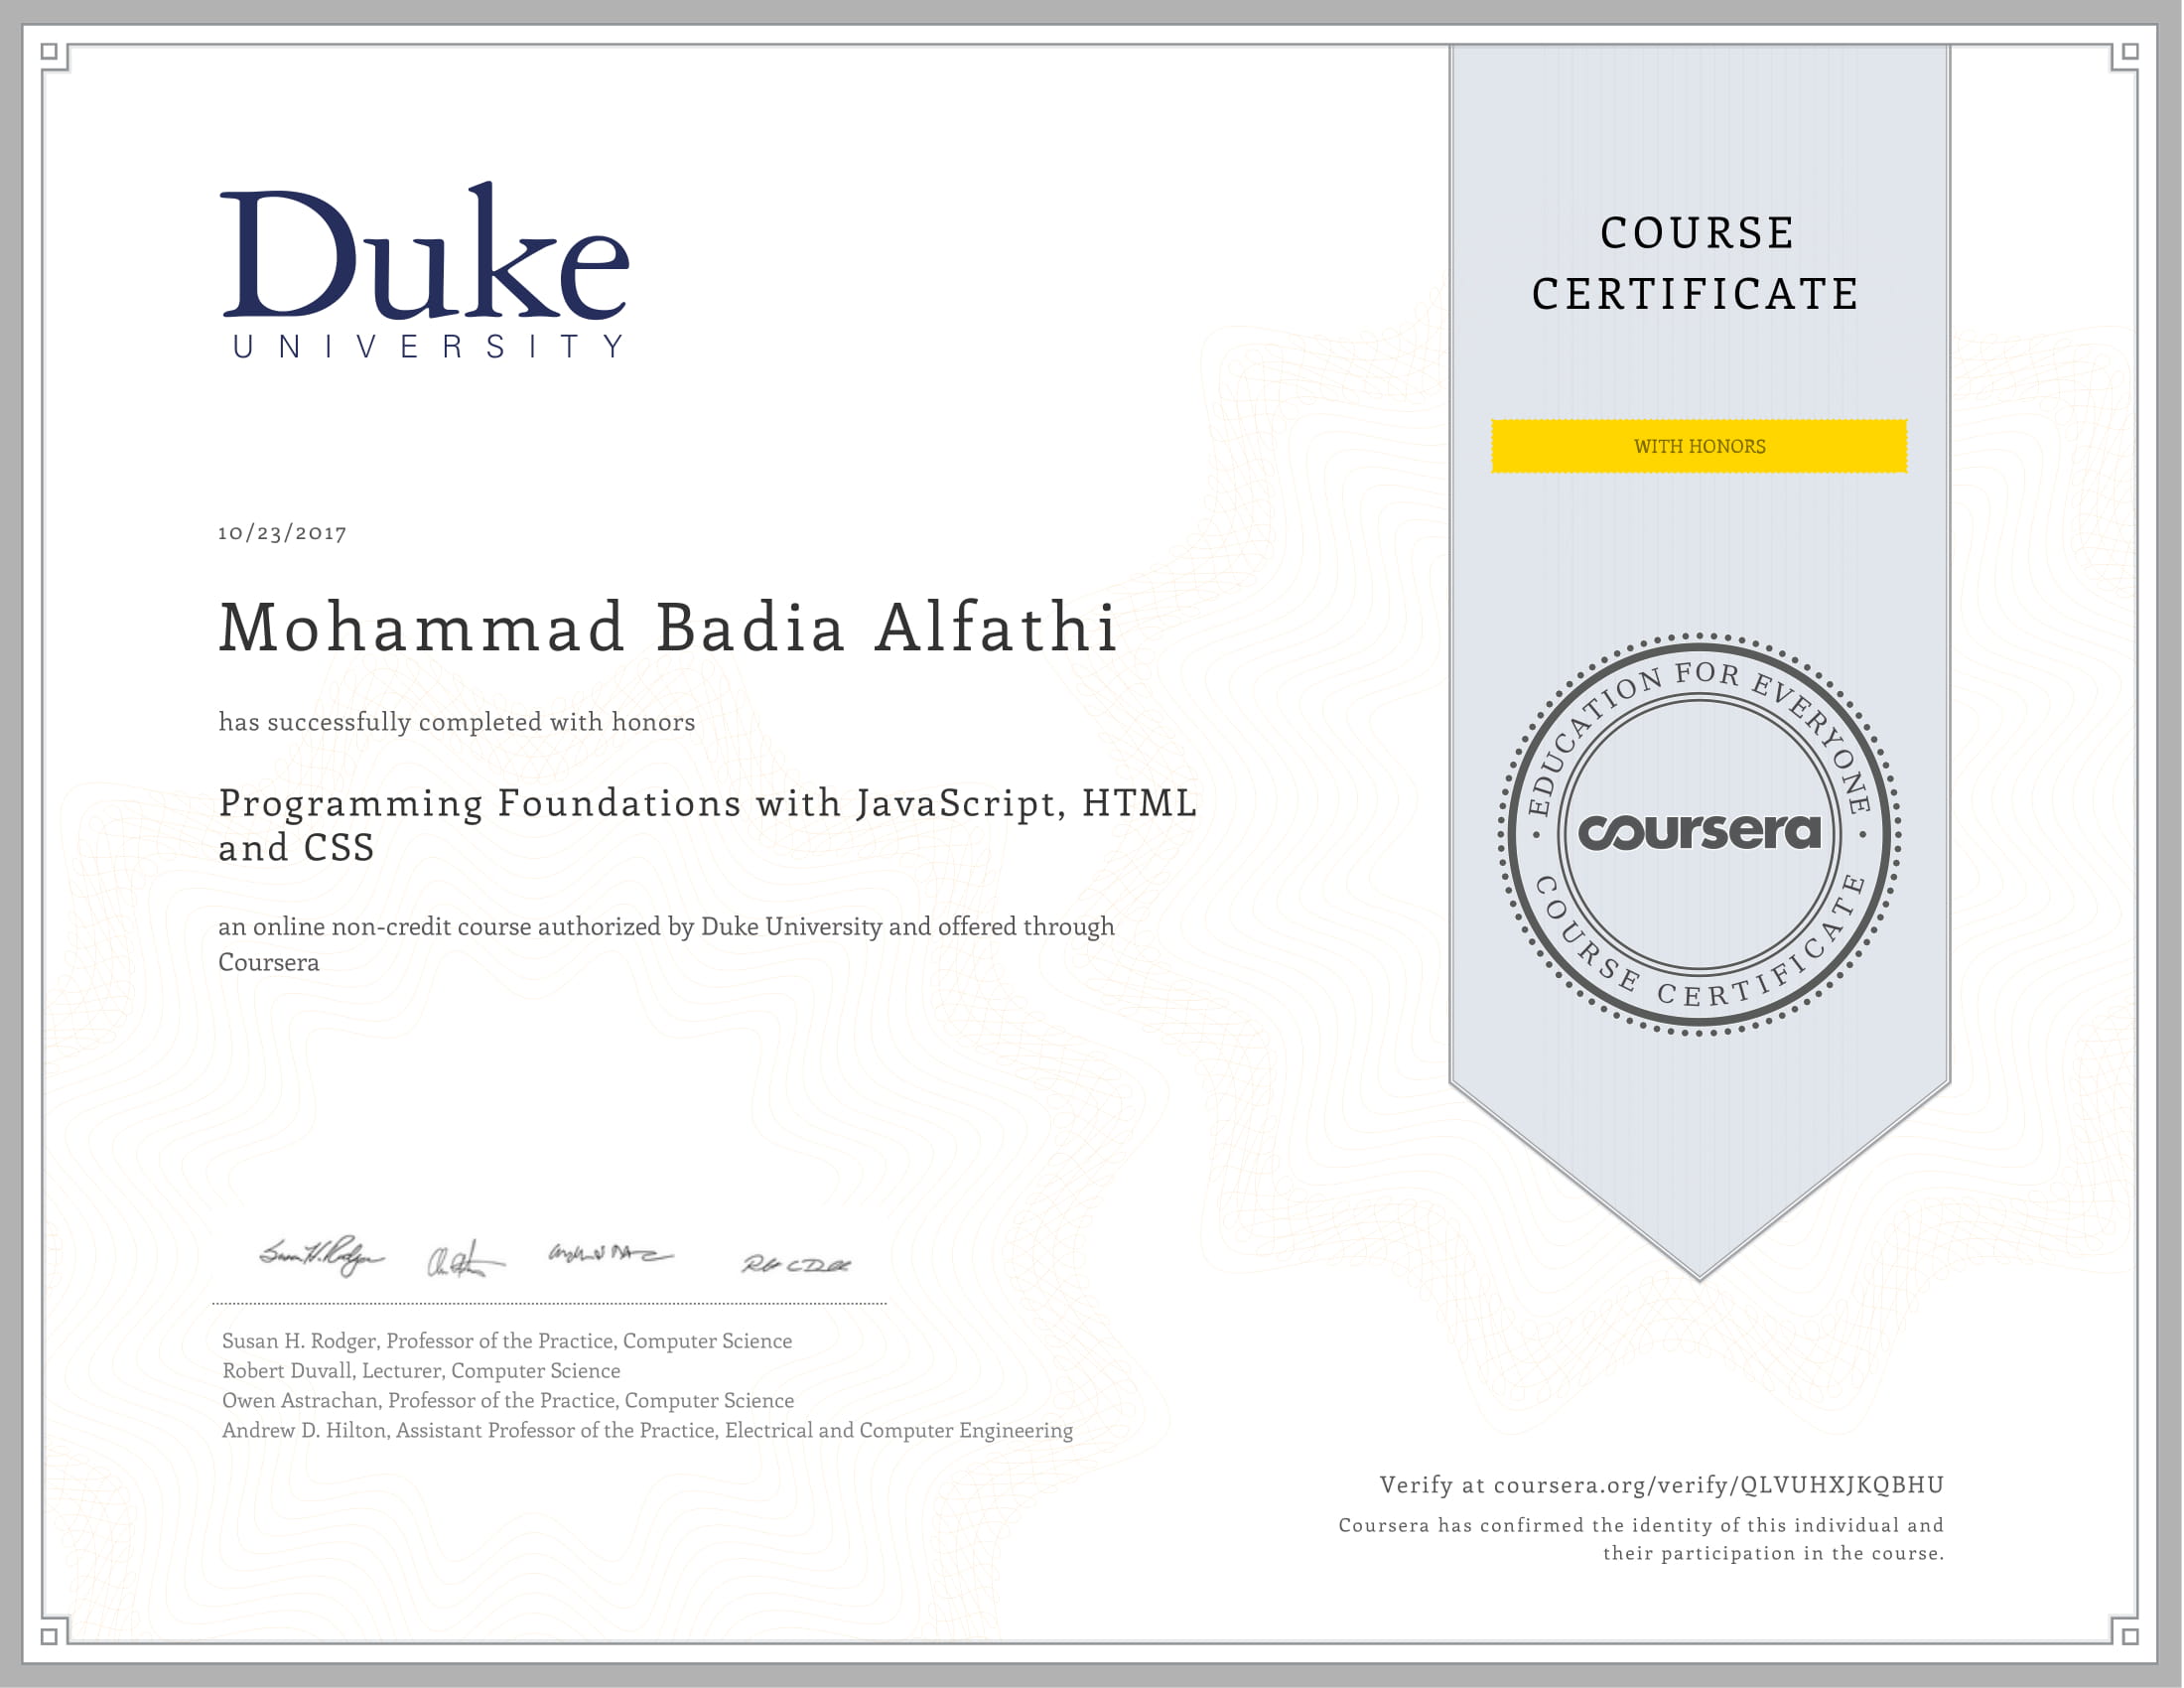 Duke
UNIVERSITY
COURSE
CERTIFICATE
WITH HONORS
10/23/2017
Mohammad Badia Alfathi
has successfully completed with honors
Programming Foundations with JavaScript, HTML
and CSS
an online non-credit course authorized by Duke University and offered through
Coursera
EDUCATION FOR EVERYONE
coursera
COURSE CERTIFICATE
Susan H. Rodger
Susan H. Rodger, Professor of the Practice, Computer Science
Robert Duvall, Lecturer, Computer Science
Owen Astrachan, Professor of the Practice, Computer Science
Andrew D. Hilton, Assistant Professor of the Practice, Electrical and Computer Engineering
Verify at coursera.org/verify/QLVUHXJKQBHU
Coursera has confirmed the identity of this individual and
their participation in the course.